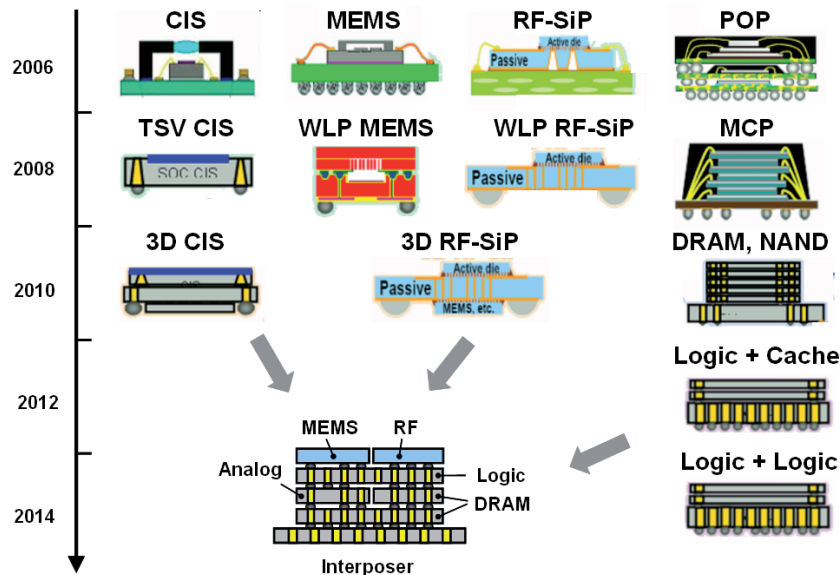 CIS MEMS RF-SiP POP
2006
Active die
Passive
TSV CIS WLP MEMS WLP RF-SiP MCP
2008
SOC CIS
Active die
Passive
3D CIS 3D RF-SiP DRAM, NAND
2010
Active die
Passive
MEMS, etc.
Logic + Cache
2012
MEMS RF
Analog
Logic
Logic + Logic
DRAM
2014
Interposer